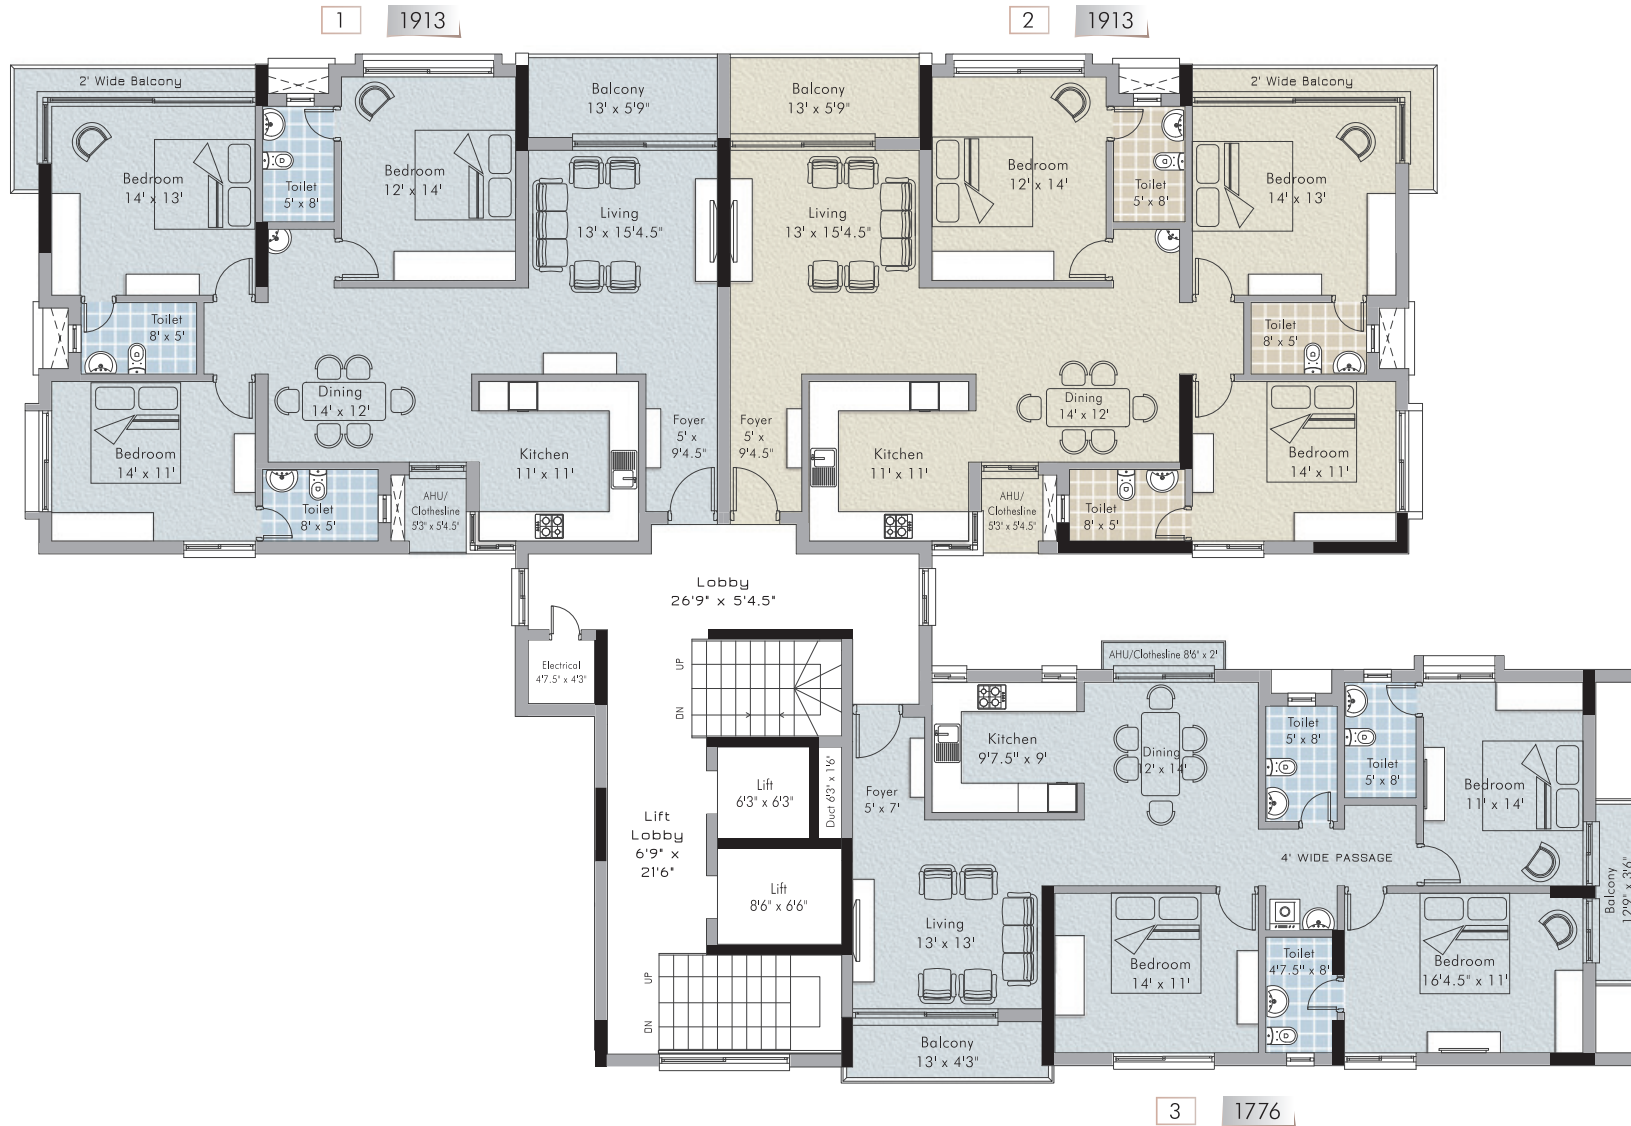 1 1913
2 1913
2' Wide Balcony
Balcony
13' x 5'9"
Bedroom
14' x 13'
Toilet
5' x 8'
Bedroom
12' x 14'
Living
13' x 15'4.5"
Toilet
8' x 5'
Dining
14' x 12'
Bedroom
14' x 11'
Toilet
8' x 5'
AHU/
Clothesline
5'3" x 5'4.5"
Kitchen
11' x 11'
Foyer
5' x
9'4.5"
Balcony
13' x 5'9"
2' Wide Balcony
Living
13' x 15'4.5"
Bedroom
12' x 14'
Toilet
5' x 8'
Bedroom
14' x 13'
Toilet
8' x 5'
Foyer
5' x
9'4.5"
Kitchen
11' x 11'
Dining
14' x 12'
AHU/
Clothesline
5'3" x 5'4.5"
Toilet
8' x 5'
Bedroom
14' x 11'
Lobby
26'9" x 5'4.5"
Electrical
4'7.5" x 4'3"
UP
DN
Lift
6'3" x 6'3"
Duct 6'3" x 1'6"
Lift
Lobby
6'9" x
21'6"
Lift
8'6" x 6'6"
UP
DN
AHU/Clothesline 8'6" x 2'
Kitchen
9'7.5" x 9'
Dining
12' x 14'
Toilet
5' x 8'
Toilet
5' x 8'
Bedroom
11' x 14'
Foyer
5' x 7'
4' WIDE PASSAGE
Balcony
12'9" x 3'6"
Living
13' x 13'
Bedroom
14' x 11'
Toilet
4'7.5" x 8'
Bedroom
16'4.5" x 11'
Balcony
13' x 4'3"
3 1776